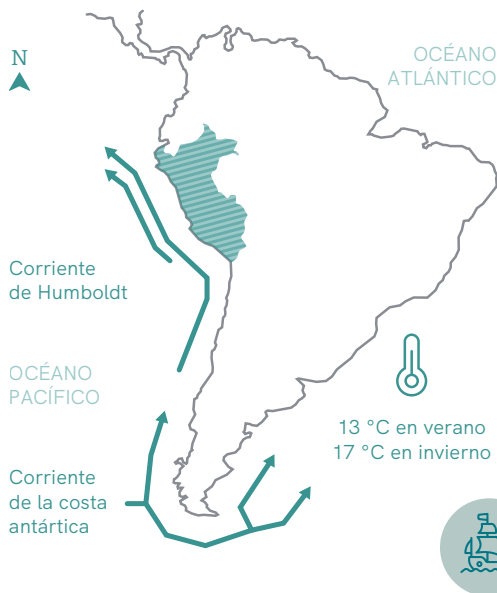 N
OCÉANO
ATLÁNTICO
Corriente
de Humboldt
OCÉANO
PACÍFICO
13 °C en verano
17 °C en invierno
Corriente
de la costa
antártica